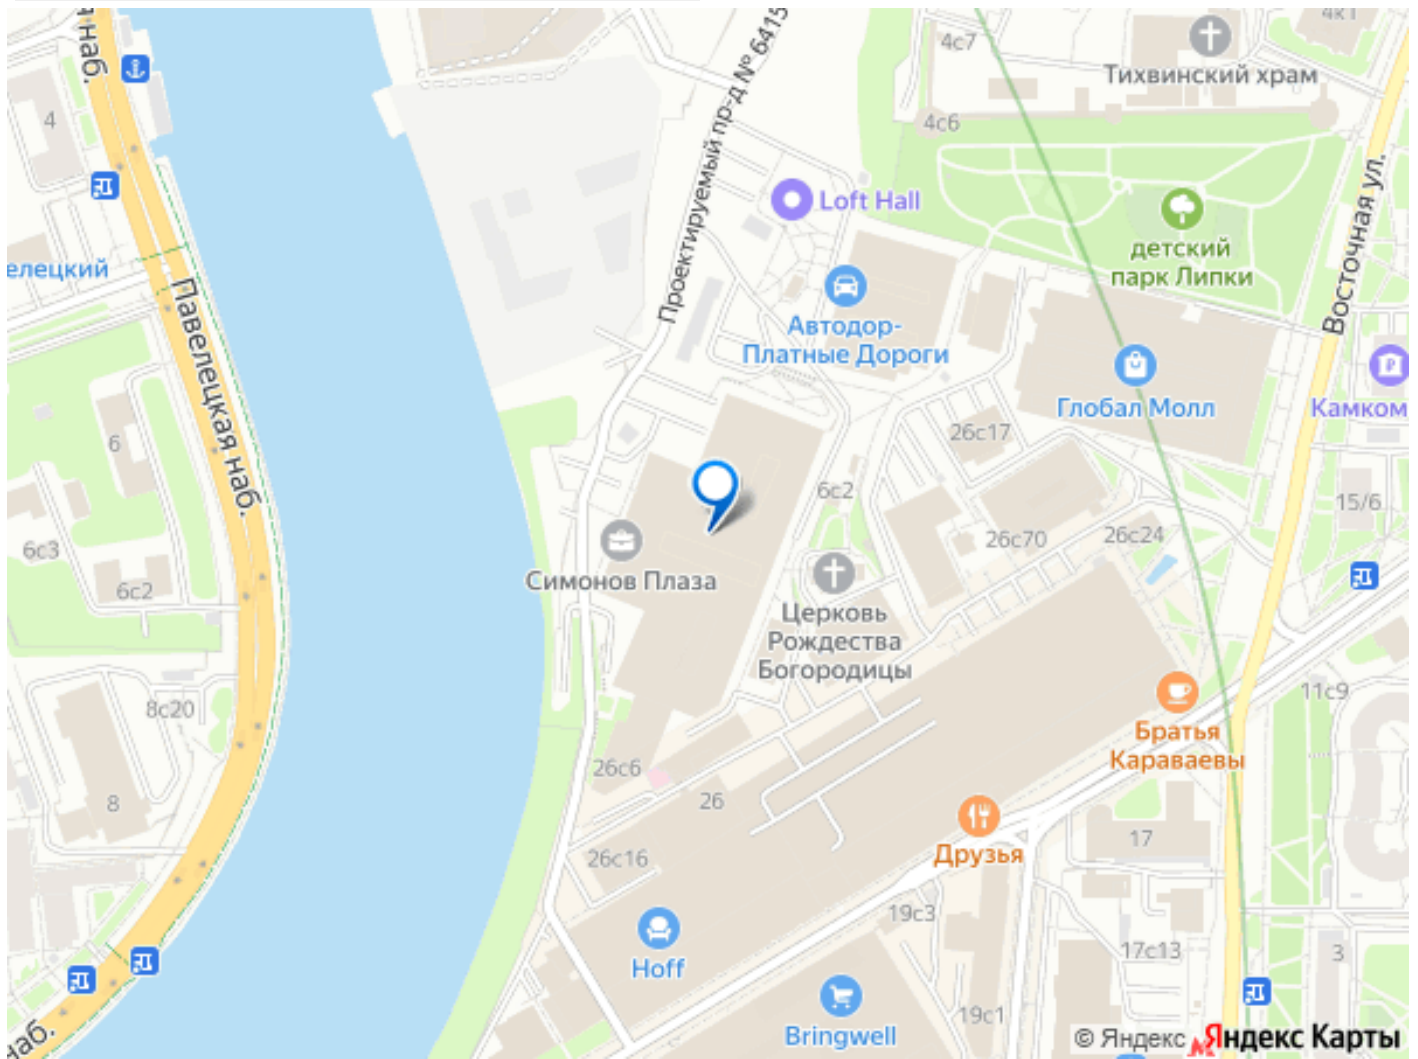 наб.
4
елецкий
Павелецкая наб.
6
6с3
6с2
8с20
8
наб.
Проектируемый пр-д № 6415
4с7
4к1
Тихвинский храм
4с6
Loft Hall
детский
парк Липки
Восточная ул.
Автодор-
Платные Дороги
Глобал Молл
Камком
26с17
6с2
15/6
26с70
26с24
Симонов Плаза
Церковь
Рождества
Богородицы
11с9
Братья
Караваевы
26с6
26
Друзья
17
26с16
19с3
17с13
3
Hoff
19с1
Bringwell
© Яндекс
Яндекс Карты